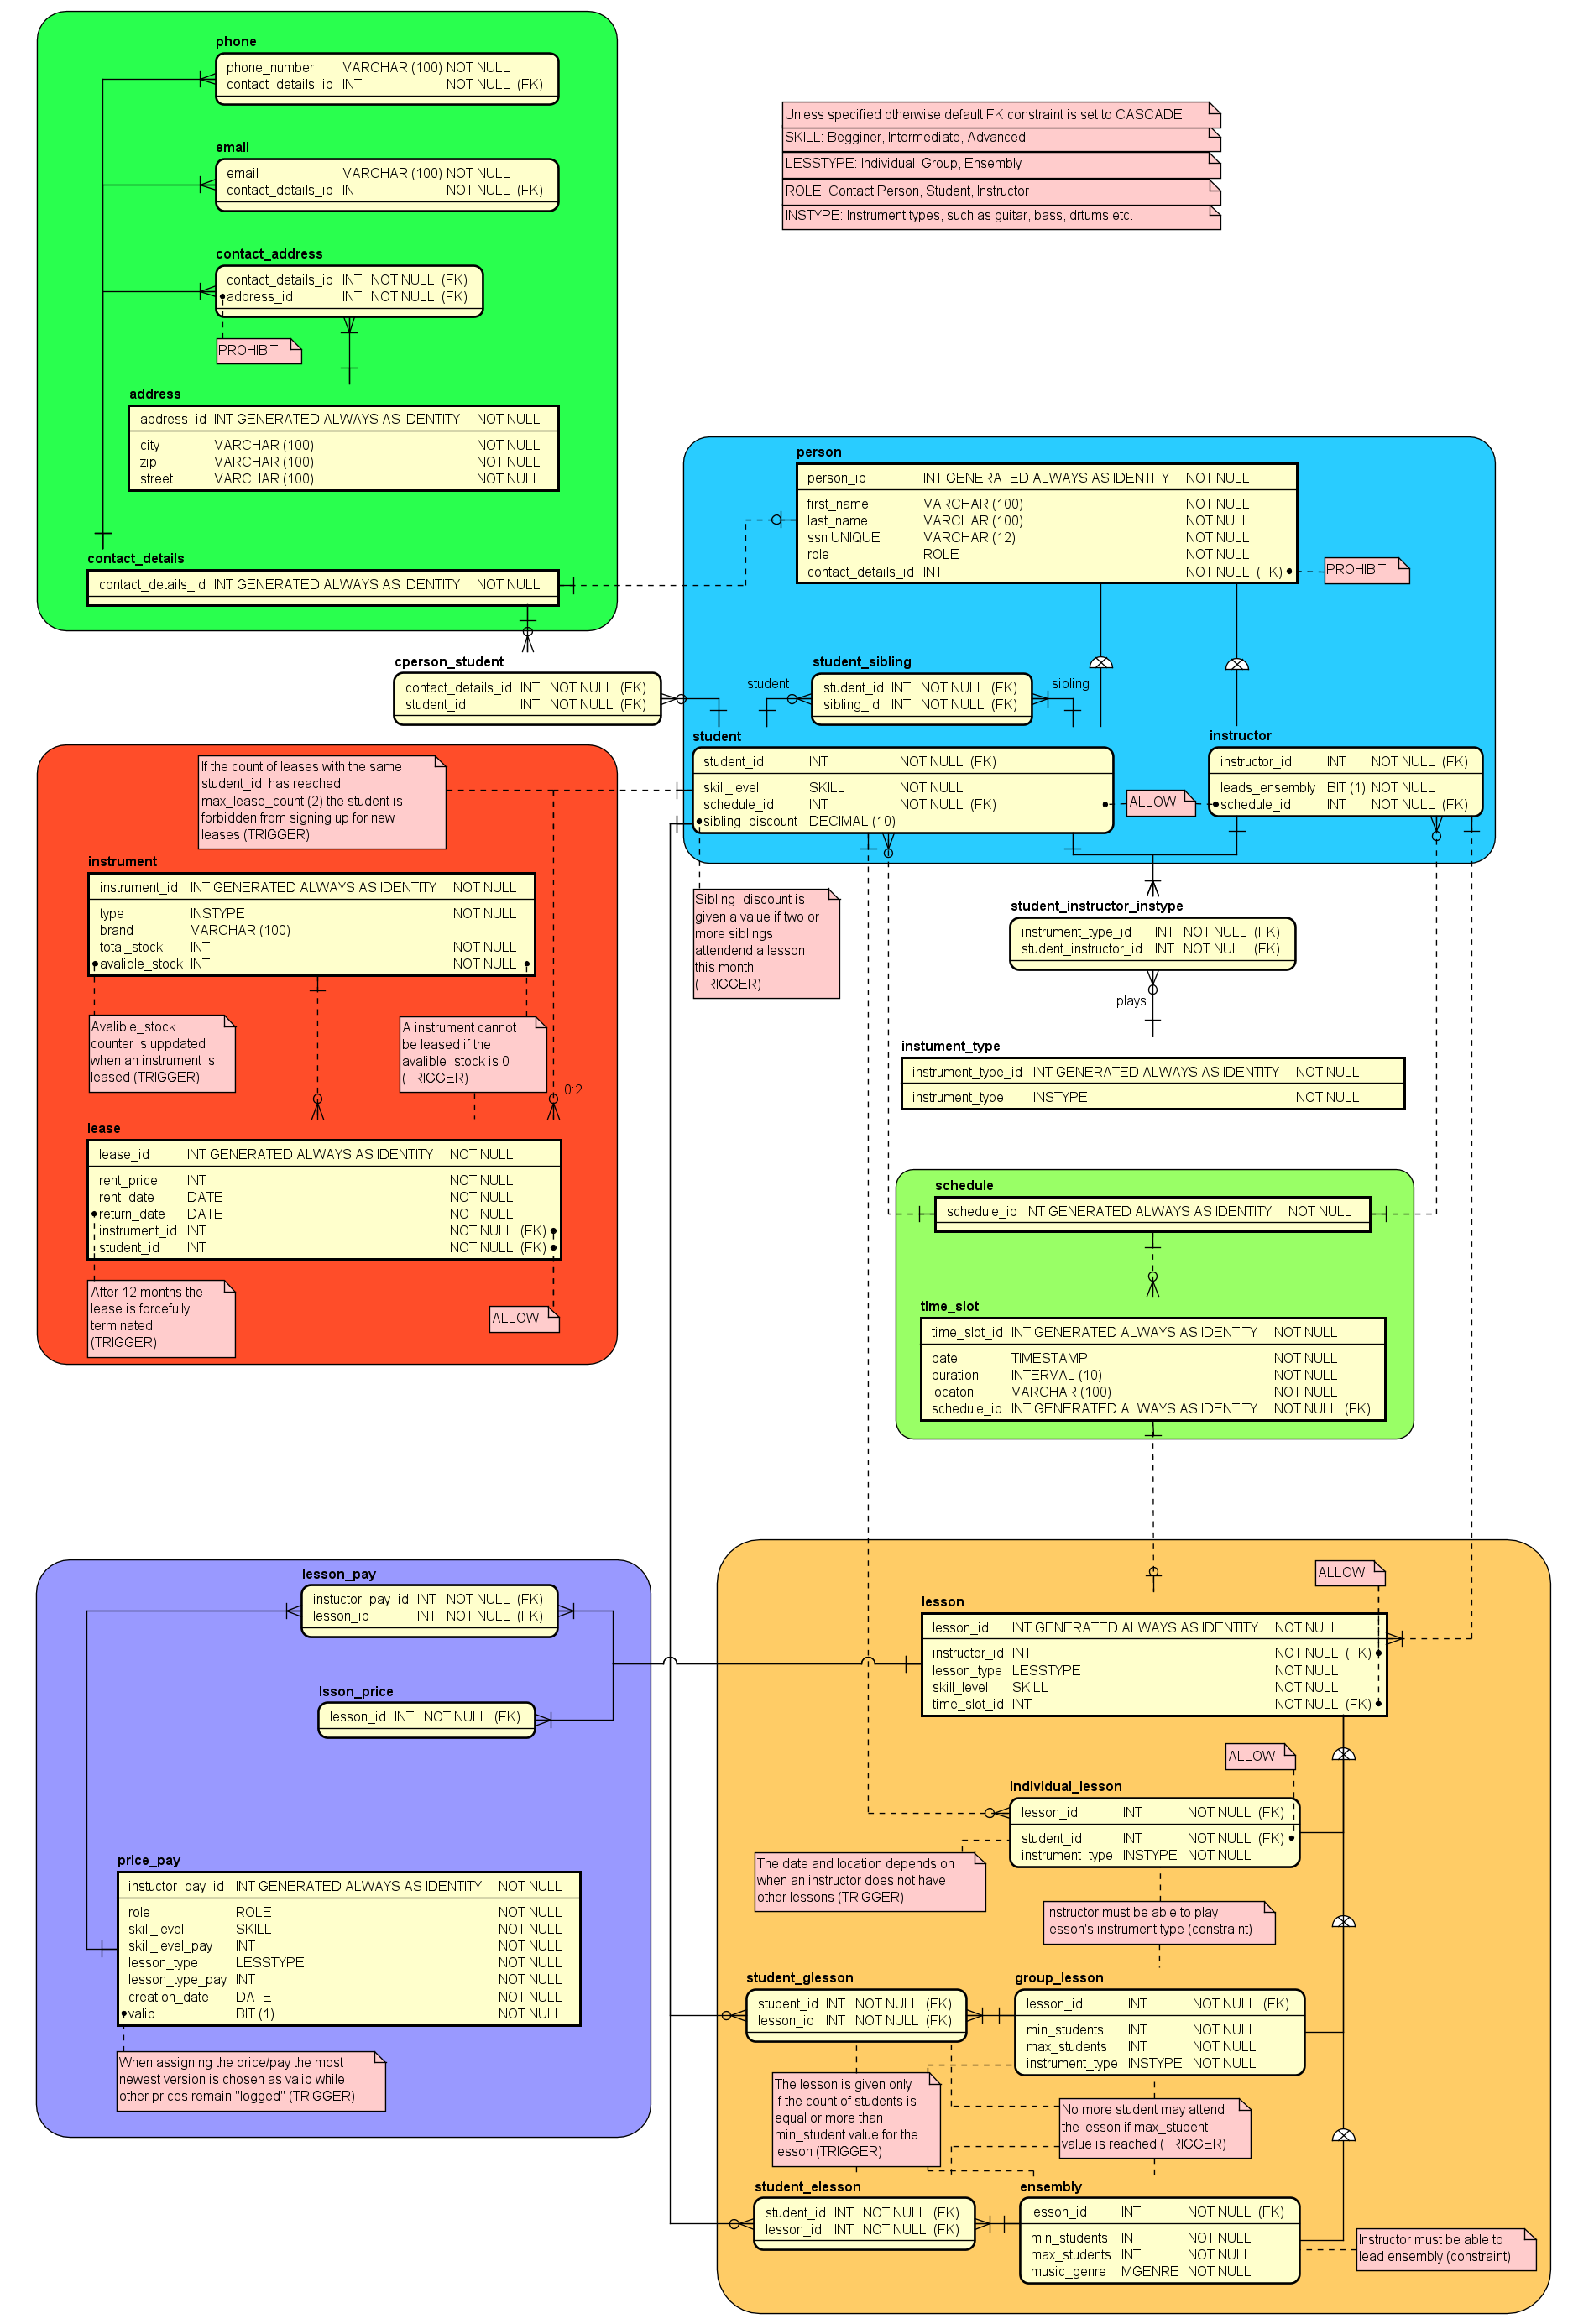 phone
phone_number VARCHAR (100) NOT NULL
contact_details_id INT NOT NULL (FK)
email
email VARCHAR (100) NOT NULL
contact_details_id INT NOT NULL (FK)
contact_address
contact_details_id INT NOT NULL (FK)
address_id INT NOT NULL (FK)
PROHIBIT
address
address_id INT GENERATED ALWAYS AS IDENTITY NOT NULL
city VARCHAR (100) NOT NULL
zip VARCHAR (100) NOT NULL
street VARCHAR (100) NOT NULL
contact_details
contact_details_id INT GENERATED ALWAYS AS IDENTITY NOT NULL
Unless specified otherwise default FK constraint is set to CASCADE
SKILL: Begginer, Intermediate, Advanced
LESSTYPE: Individual, Group, Ensembly
ROLE: Contact Person, Student, Instructor
INSTYPE: Instrument types, such as guitar, bass, drtums etc.
person
person_id INT GENERATED ALWAYS AS IDENTITY NOT NULL
first_name VARCHAR (100) NOT NULL
last_name VARCHAR (100) NOT NULL
ssn UNIQUE VARCHAR (12) NOT NULL
role ROLE NOT NULL
contact_details_id INT NOT NULL (FK)
PROHIBIT
cperson_student
contact_details_id INT NOT NULL (FK)
student_id INT NOT NULL (FK)
student_sibling
student_id INT NOT NULL (FK)
sibling_id INT NOT NULL (FK)
student
sibling
student
student_id INT NOT NULL (FK)
skill_level SKILL NOT NULL
schedule_id INT NOT NULL (FK)
sibling_discount DECIMAL (10)
ALLOW
instructor
instructor_id INT NOT NULL (FK)
leads_ensembly BIT (1) NOT NULL
schedule_id INT NOT NULL (FK)
If the count of leases with the same
student_id has reached
max_lease_count (2) the student is
forbidden from signing up for new
leases (TRIGGER)
instrument
instrument_id INT GENERATED ALWAYS AS IDENTITY NOT NULL
type INSTYPE NOT NULL
brand VARCHAR (100)
total_stock INT NOT NULL
avalible_stock INT NOT NULL
Avalible_stock
counter is uppdated
when an instrument is
leased (TRIGGER)
A instrument cannot
be leased if the
avalible_stock is 0
(TRIGGER)
0:2
lease
lease_id INT GENERATED ALWAYS AS IDENTITY NOT NULL
rent_price INT NOT NULL
rent_date DATE NOT NULL
return_date DATE NOT NULL
instrument_id INT NOT NULL (FK)
student_id INT NOT NULL (FK)
After 12 months the
lease is forcefully
terminated
(TRIGGER)
ALLOW
Sibling_discount is
given a value if two or
more siblings
attendend a lesson
this month
(TRIGGER)
student_instructor_instype
instrument_type_id INT NOT NULL (FK)
student_instructor_id INT NOT NULL (FK)
plays
instument_type
instrument_type_id INT GENERATED ALWAYS AS IDENTITY NOT NULL
instrument_type INSTYPE NOT NULL
schedule
schedule_id INT GENERATED ALWAYS AS IDENTITY NOT NULL
time_slot
time_slot_id INT GENERATED ALWAYS AS IDENTITY NOT NULL
date TIMESTAMP NOT NULL
duration INTERVAL (10) NOT NULL
locaton VARCHAR (100) NOT NULL
schedule_id INT GENERATED ALWAYS AS IDENTITY NOT NULL (FK)
lesson_pay
instuctor_pay_id INT NOT NULL (FK)
lesson_id INT NOT NULL (FK)
lsson_price
lesson_id INT NOT NULL (FK)
price_pay
instuctor_pay_id INT GENERATED ALWAYS AS IDENTITY NOT NULL
role ROLE NOT NULL
skill_level SKILL NOT NULL
skill_level_pay INT NOT NULL
lesson_type LESSTYPE NOT NULL
lesson_type_pay INT NOT NULL
creation_date DATE NOT NULL
valid BIT (1) NOT NULL
When assigning the price/pay the most
newest version is chosen as valid while
other prices remain "logged" (TRIGGER)
ALLOW
lesson
lesson_id INT GENERATED ALWAYS AS IDENTITY NOT NULL
instructor_id INT NOT NULL (FK)
lesson_type LESSTYPE NOT NULL
skill_level SKILL NOT NULL
time_slot_id INT NOT NULL (FK)
ALLOW
individual_lesson
lesson_id INT NOT NULL (FK)
student_id INT NOT NULL (FK)
instrument_type INSTYPE NOT NULL
The date and location depends on
when an instructor does not have
other lessons (TRIGGER)
Instructor must be able to play
lesson's instrument type (constraint)
student_glesson
student_id INT NOT NULL (FK)
lesson_id INT NOT NULL (FK)
group_lesson
lesson_id INT NOT NULL (FK)
min_students INT NOT NULL
max_students INT NOT NULL
instrument_type INSTYPE NOT NULL
The lesson is given only
if the count of students is
equal or more than
min_student value for the
lesson (TRIGGER)
No more student may attend
the lesson if max_student
value is reached (TRIGGER)
student_elesson
student_id INT NOT NULL (FK)
lesson_id INT NOT NULL (FK)
ensembly
lesson_id INT NOT NULL (FK)
min_students INT NOT NULL
max_students INT NOT NULL
music_genre MGENRE NOT NULL
Instructor must be able to
lead ensembly (constraint)